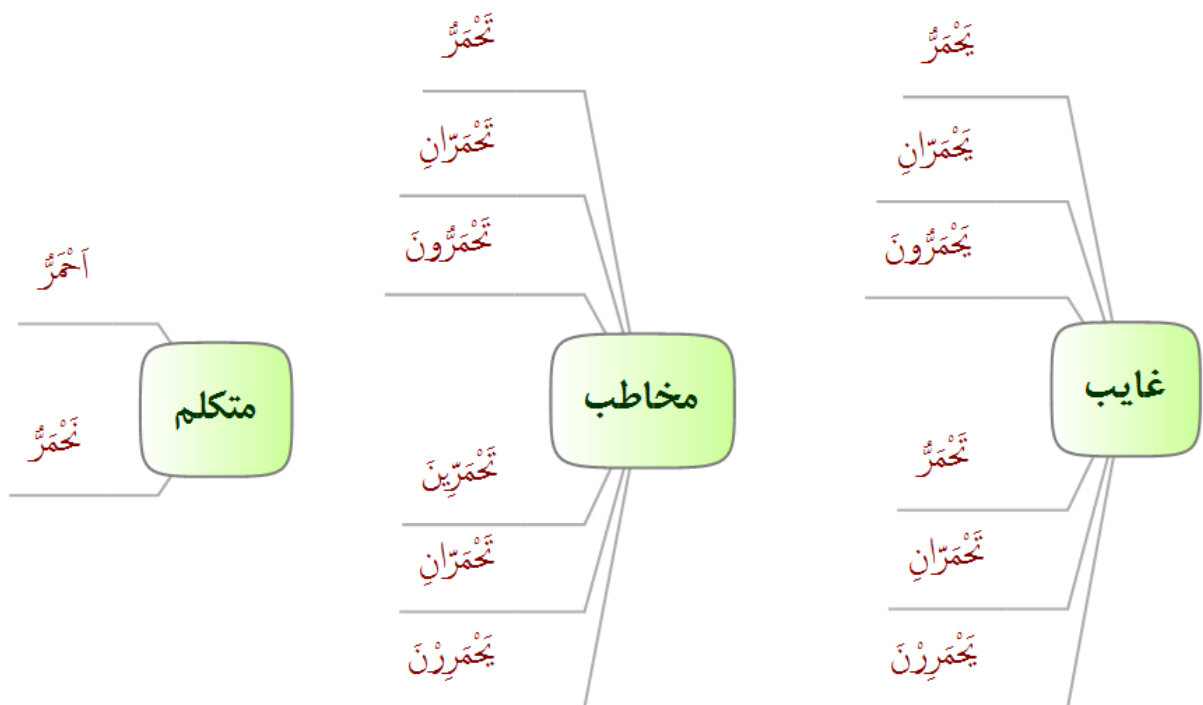 يَحْمَرُّ
يَحْمَرّانِ
يَحْمَرُّونَ
غایب
تَحْمَرُّ
تَحْمَرّانِ
يَحْمَرِرْنَ
تَحْمَرُّ
تَحْمَرّانِ
تَحْمَرُّونَ
مخاطب
تَحْمَرِّينَ
تَحْمَرّانِ
يَحْمَرِرْنَ
اَحْمَرُّ
متکلم
نَحْمَرُّ